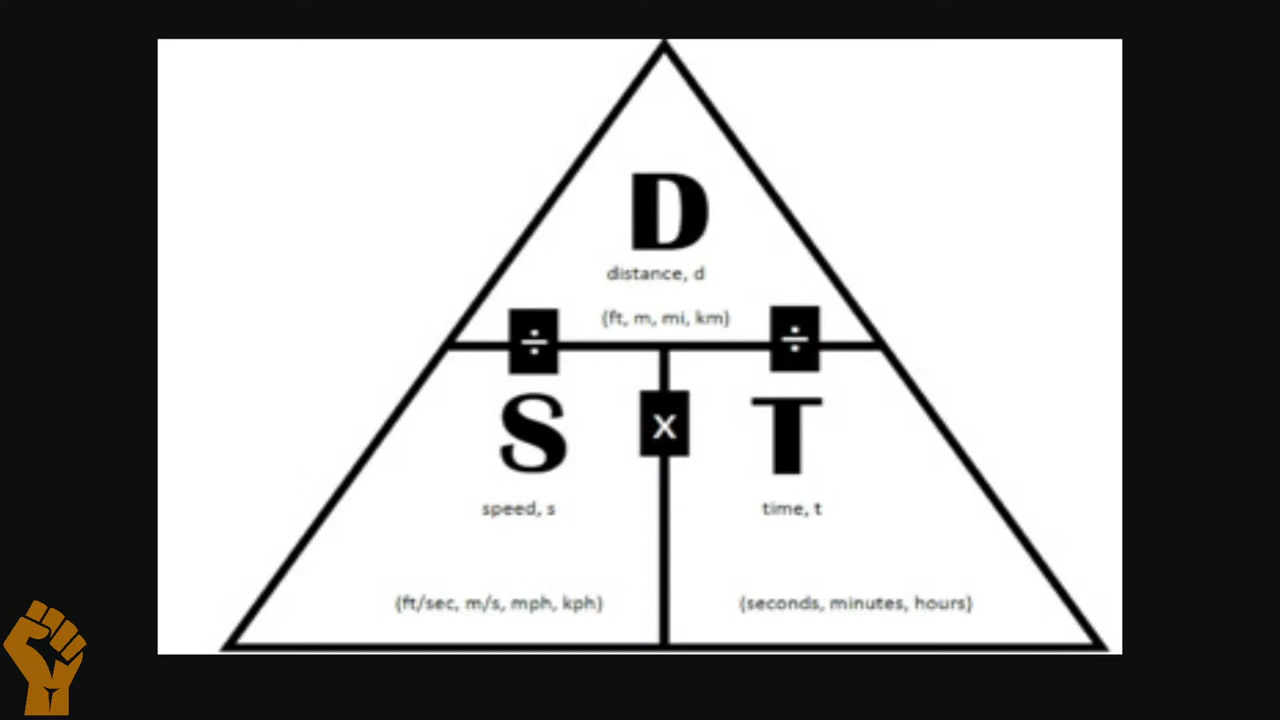 D
distance, d
(ft, m, mi, km)
÷ ÷
S x T
speed, s time, t
(ft/sec, m/s, mph, kph) (seconds, minutes, hours)